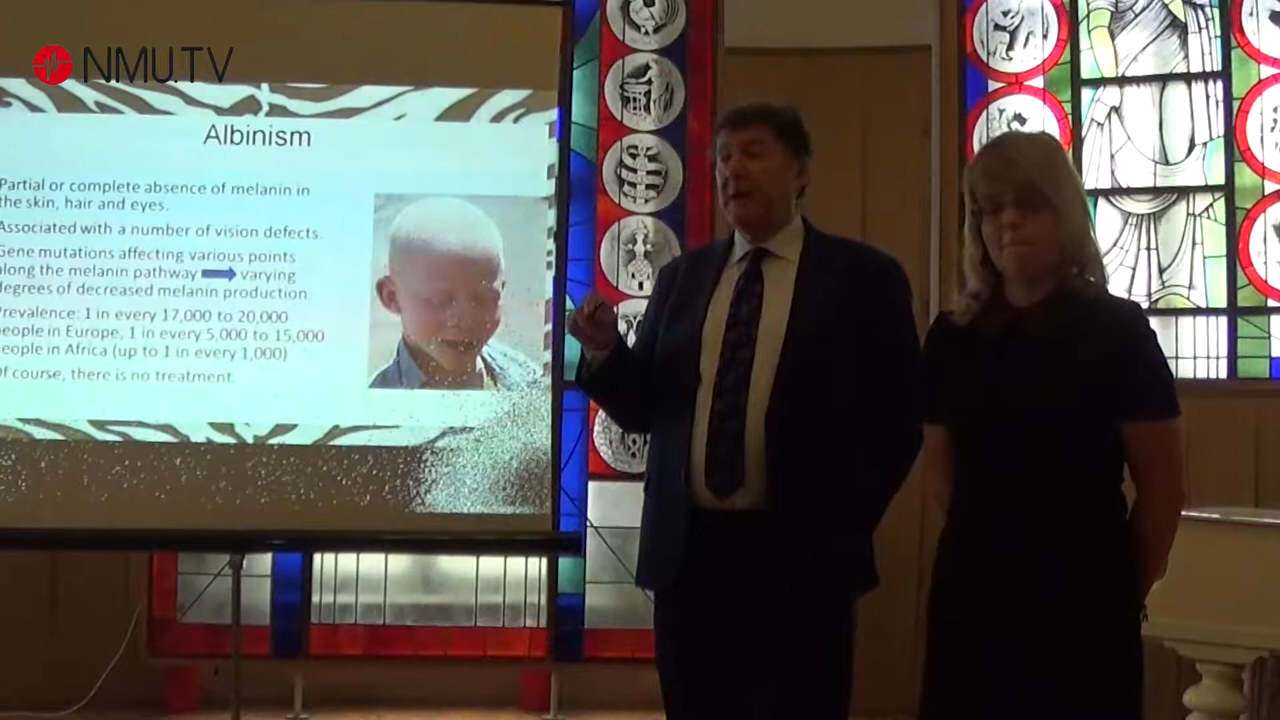 NMU.TV
Albinism
Partial or complete absence of melanin in
the skin, hair and eyes.
Associated with a number of vision defects.
Gene mutations affecting various points
along the melanin pathway varying
degrees of decreased melanin production
Prevalence: 1 in every 17,000 to 20,000
people in Europe, 1 in every 5,000 to 15,000
people in Africa (up to 1 in every 1,000)
Of course, there is no treatment.